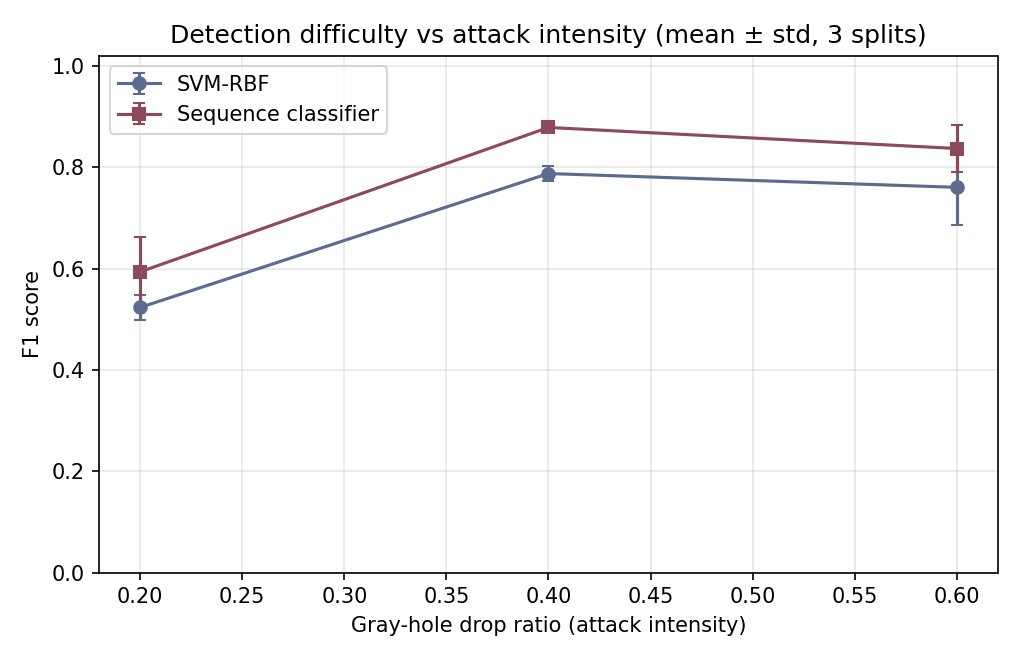 Detection difficulty vs attack intensity (mean ± std, 3 splits)
SVM-RBF
Sequence classifier
F1 score
1.0
0.8
0.6
0.4
0.2
0.0
0.20 0.25 0.30 0.35 0.40 0.45 0.50 0.55 0.60
Gray-hole drop ratio (attack intensity)